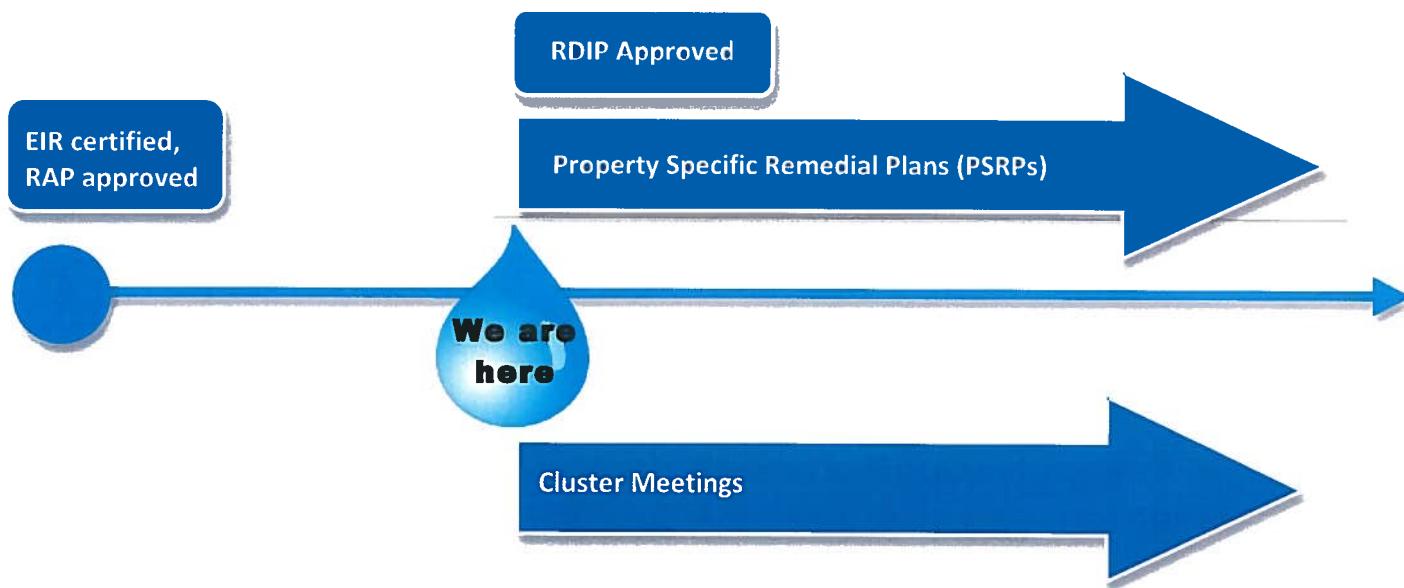 RDIP Approved
EIR certified,
RAP approved
Property Specific Remedial Plans (PSRPs)
We are
here
Cluster Meetings